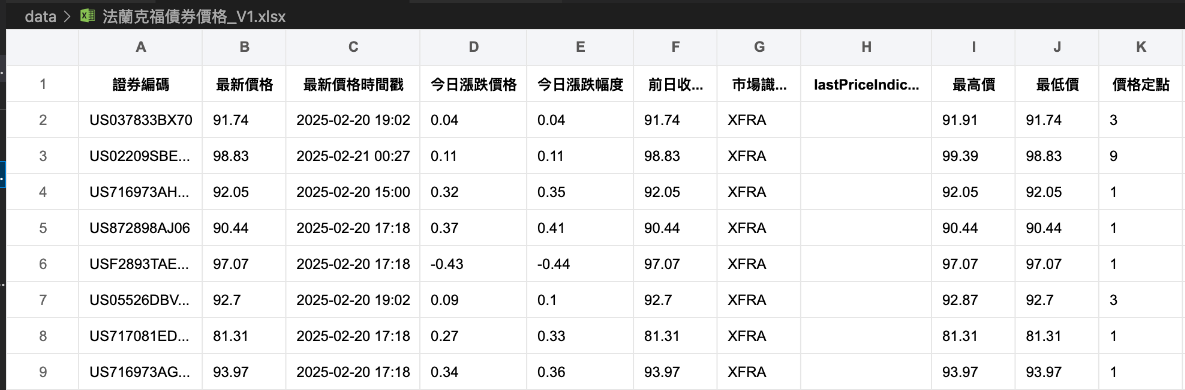 data > 法蘭克福債券價格_V1.xlsx
A B C D E F G H I J K
1 證券編碼 最新價格 最新價格時間戳 今日漲跌價格 今日漲跌幅度 前日收... 市場識... lastPriceIndic... 最高價 最低價 價格定點
2 US037833BX70 91.74 2025-02-20 19:02 0.04 0.04 91.74 XFRA 91.91 91.74 3
3 US02209SBE... 98.83 2025-02-21 00:27 0.11 0.11 98.83 XFRA 99.39 98.83 9
4 US716973AH... 92.05 2025-02-20 15:00 0.32 0.35 92.05 XFRA 92.05 92.05 1
5 US872898AJ06 90.44 2025-02-20 17:18 0.37 0.41 90.44 XFRA 90.44 90.44 1
6 USF2893TAE... 97.07 2025-02-20 17:18 -0.43 -0.44 97.07 XFRA 97.07 97.07 1
7 US05526DBV... 92.7 2025-02-20 19:02 0.09 0.1 92.7 XFRA 92.87 92.7 3
8 US717081ED... 81.31 2025-02-20 17:18 0.27 0.33 81.31 XFRA 81.31 81.31 1
9 US716973AG... 93.97 2025-02-20 17:18 0.34 0.36 93.97 XFRA 93.97 93.97 1